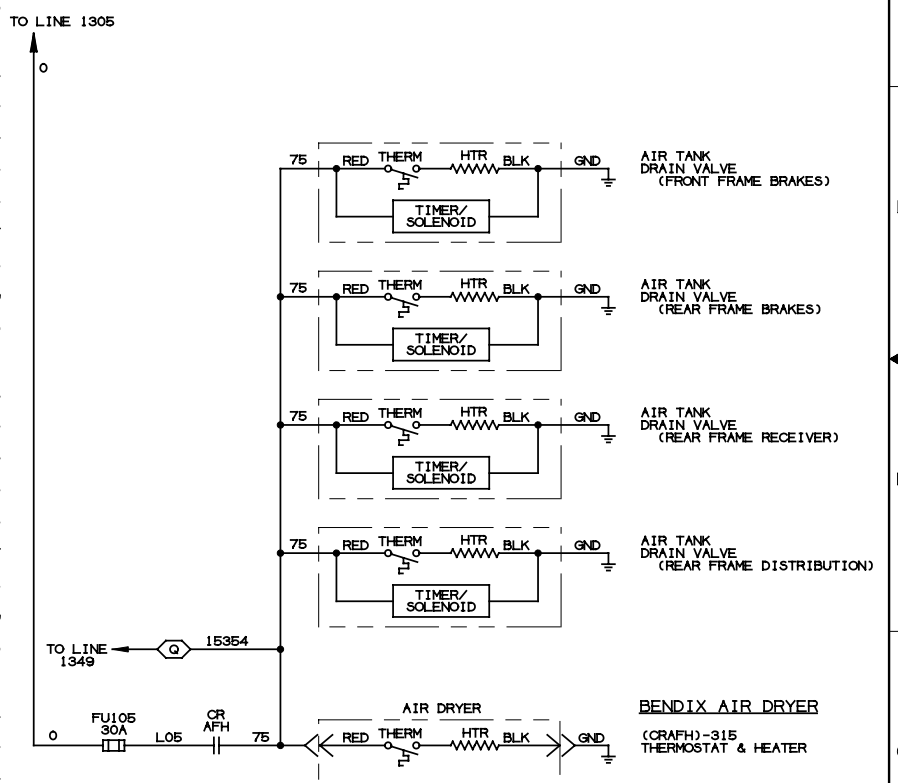 TO LINE 1305
0
75 RED THERM HTR BLK GND
TIMER/
SOLENOID
AIR TANK
DRAIN VALVE
(FRONT FRAME BRAKES)
75 RED THERM HTR BLK GND
TIMER/
SOLENOID
AIR TANK
DRAIN VALVE
(REAR FRAME BRAKES)
75 RED THERM HTR BLK GND
TIMER/
SOLENOID
AIR TANK
DRAIN VALVE
(REAR FRAME RECEIVER)
75 RED THERM HTR BLK GND
TIMER/
SOLENOID
AIR TANK
DRAIN VALVE
(REAR FRAME DISTRIBUTION)
TO LINE
1349
Q
15354
0
FU105
30A
L05
CR
AFH
75
AIR DRYER
RED THERM HTR BLK GND
BENDIX AIR DRYER
(CRAFH)-315
THERMOSTAT & HEATER